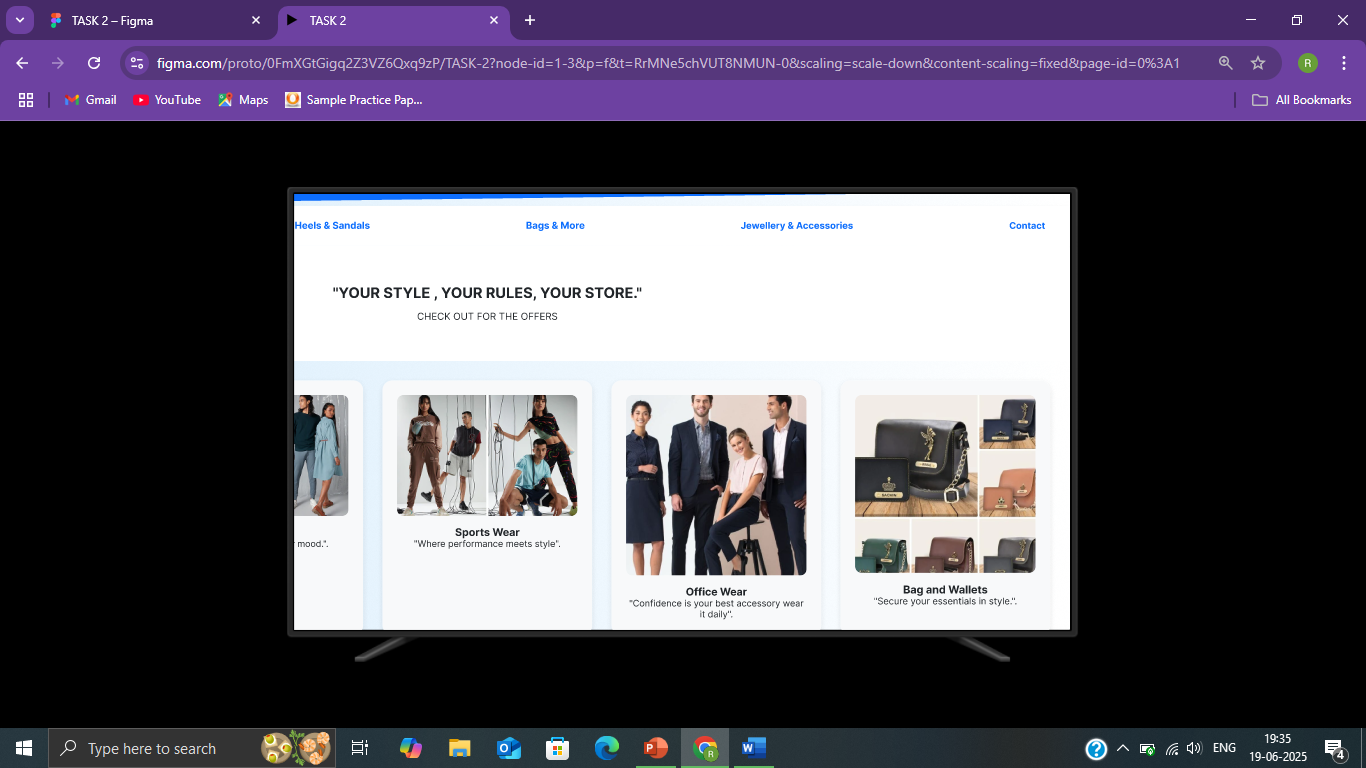 TASK 2 – Figma
TASK 2
figma.com/proto/0FmXGtGigq2Z3VZ6Qxq9zP/TASK-2?node-id=1-3&p=f&t=RrMNe5chVUT8NMUN-0&scaling=scale-down&content-scaling=fixed&page-id=0%3A1
R
Gmail
YouTube
Maps
Sample Practice Pap...
All Bookmarks
Heels & Sandals
Bags & More
Jewellery & Accessories
Contact
"YOUR STYLE , YOUR RULES, YOUR STORE."
CHECK OUT FOR THE OFFERS
mood.".
Sports Wear
"Where performance meets style".
Office Wear
"Confidence is your best accessory wear
it daily".
Bag and Wallets
"Secure your essentials in style.".
Type here to search
ENG
19:35
19-06-2025
4